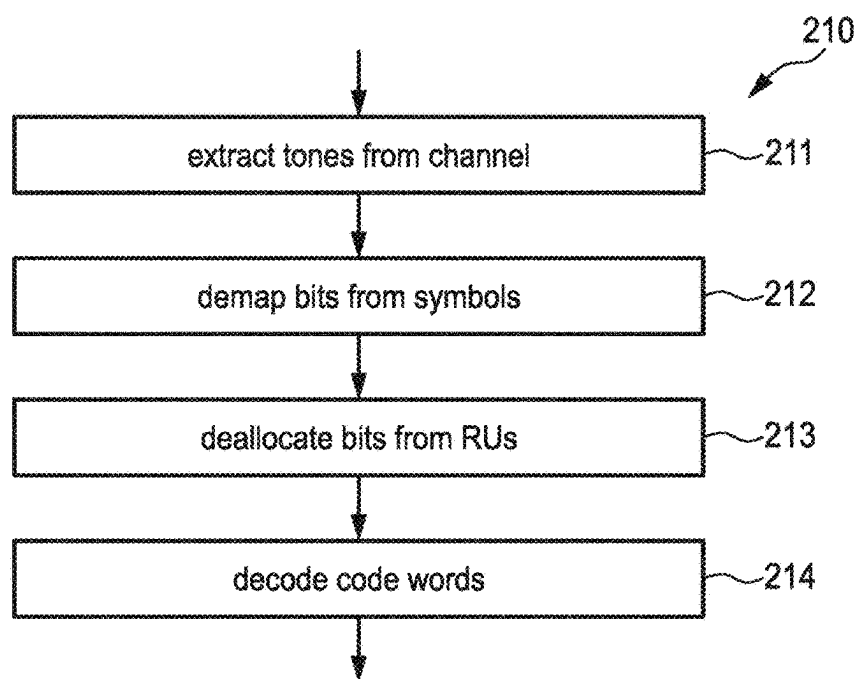 210
extract tones from channel
211
demap bits from symbols
212
deallocate bits from RUs
213
decode code words
214